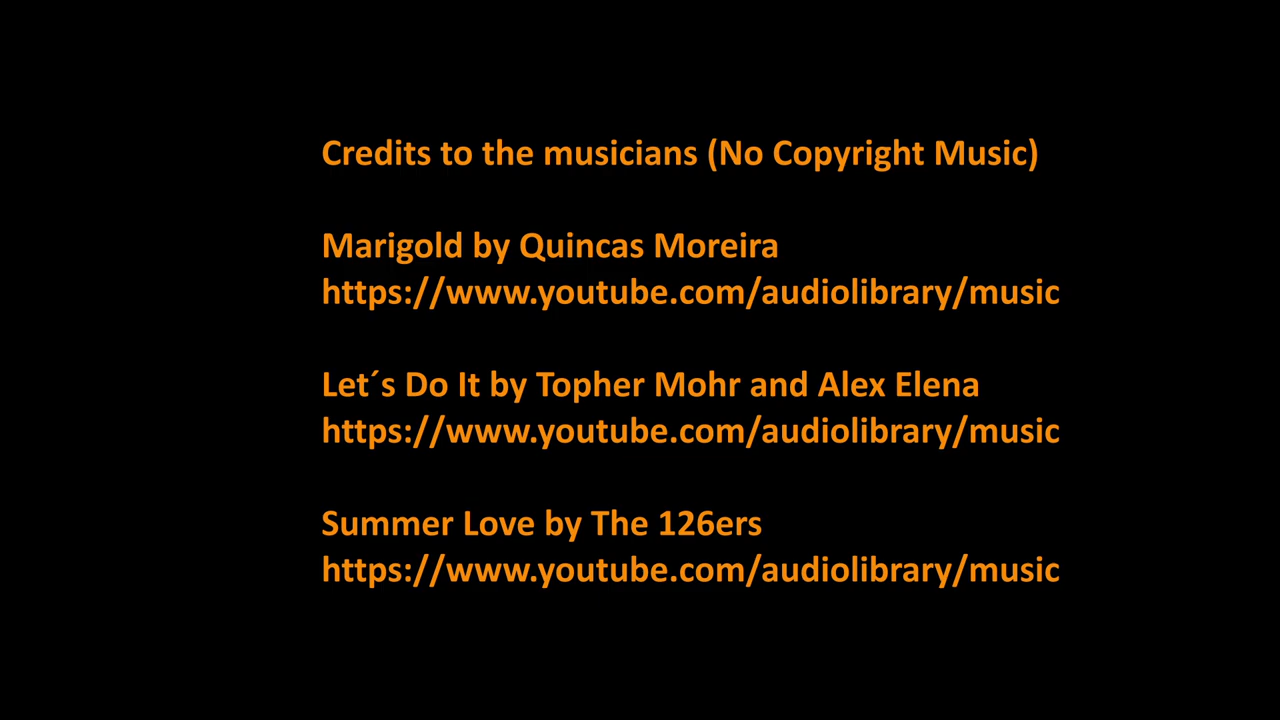 Credits to the musicians (No Copyright Music)
Marigold by Quincas Moreira
https://www.youtube.com/audiolibrary/music
Let´s Do It by Topher Mohr and Alex Elena
https://www.youtube.com/audiolibrary/music
Summer Love by The 126ers
https://www.youtube.com/audiolibrary/music